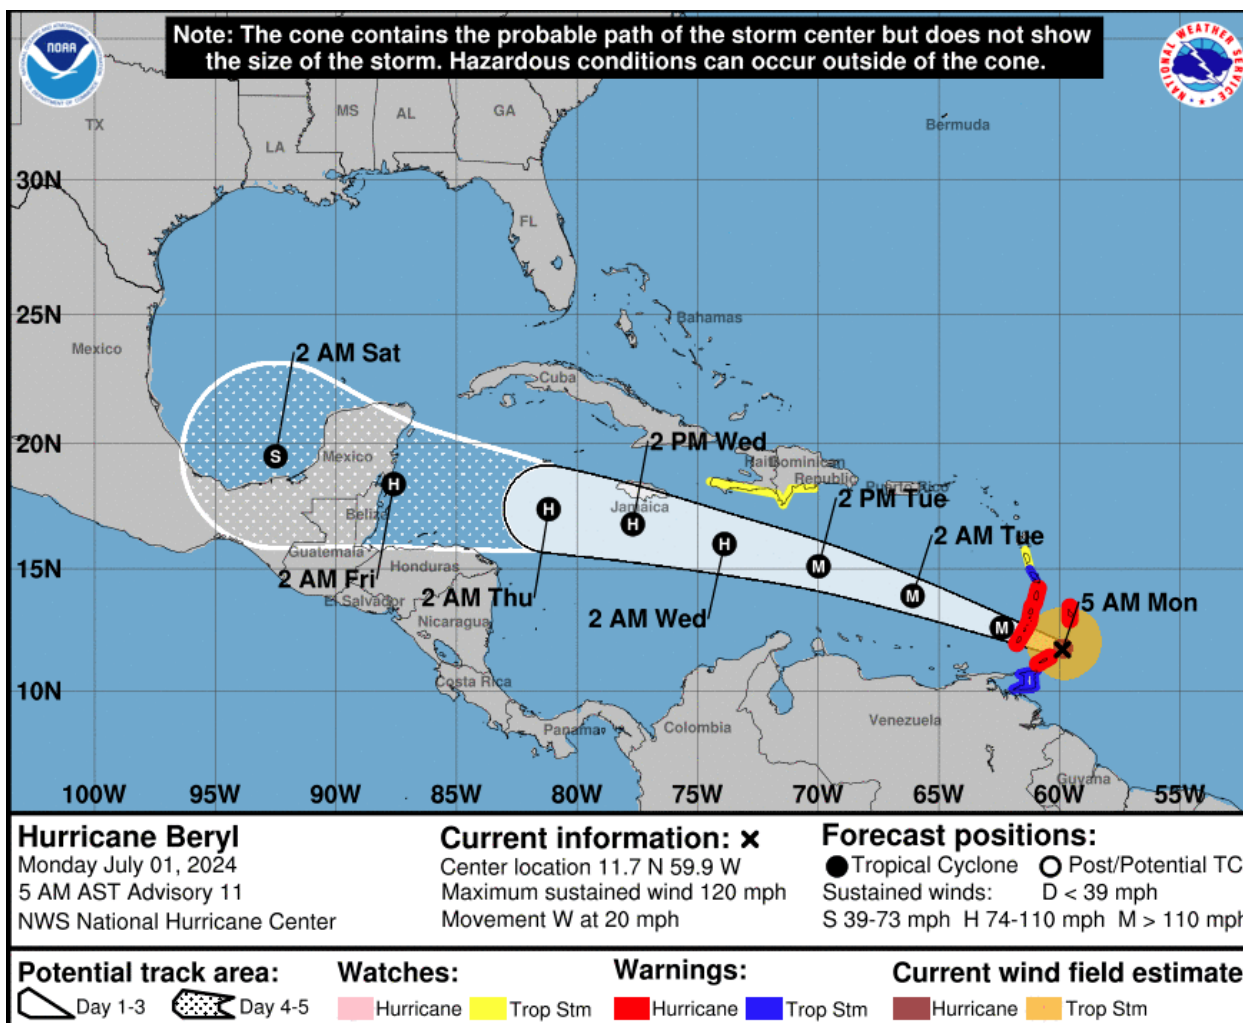 Note: The cone contains the probable path of the storm center but does not show
the size of the storm. Hazardous conditions can occur outside of the cone.
NOAA
NATIONAL WEATHER SERVICE
TX
LA
MS
AL
GA
FL
Bermuda
30N
25N
20N
15N
10N
Mexico
Bahamas
2 AM Sat
Cuba
2 PM Wed
Mexico
Haiti
Dominican
Republic
Puerto Rico
Jamaica
2 PM Tue
Belize
2 AM Tue
Guatemala
Honduras
2 AM Fri
2 AM Thu
El Salvador
2 AM Wed
5 AM Mon
Nicaragua
Costa Rica
Panama
Colombia
Venezuela
Guyana
S
H
H
H
H
M
M
M
100W 95W 90W 85W 80W 75W 70W 65W 60W 55W
Hurricane Beryl
Monday July 01, 2024
5 AM AST Advisory 11
NWS National Hurricane Center
Current information: ×
Center location 11.7 N 59.9 W
Maximum sustained wind 120 mph
Movement W at 20 mph
Forecast positions:
Tropical Cyclone Post/Potential TC
Sustained winds: D < 39 mph
S 39-73 mph H 74-110 mph M > 110 mph
Potential track area:
Day 1-3 Day 4-5
Watches:
Hurricane Trop Stm
Warnings:
Hurricane Trop Stm
Current wind field estimate
Hurricane Trop Stm